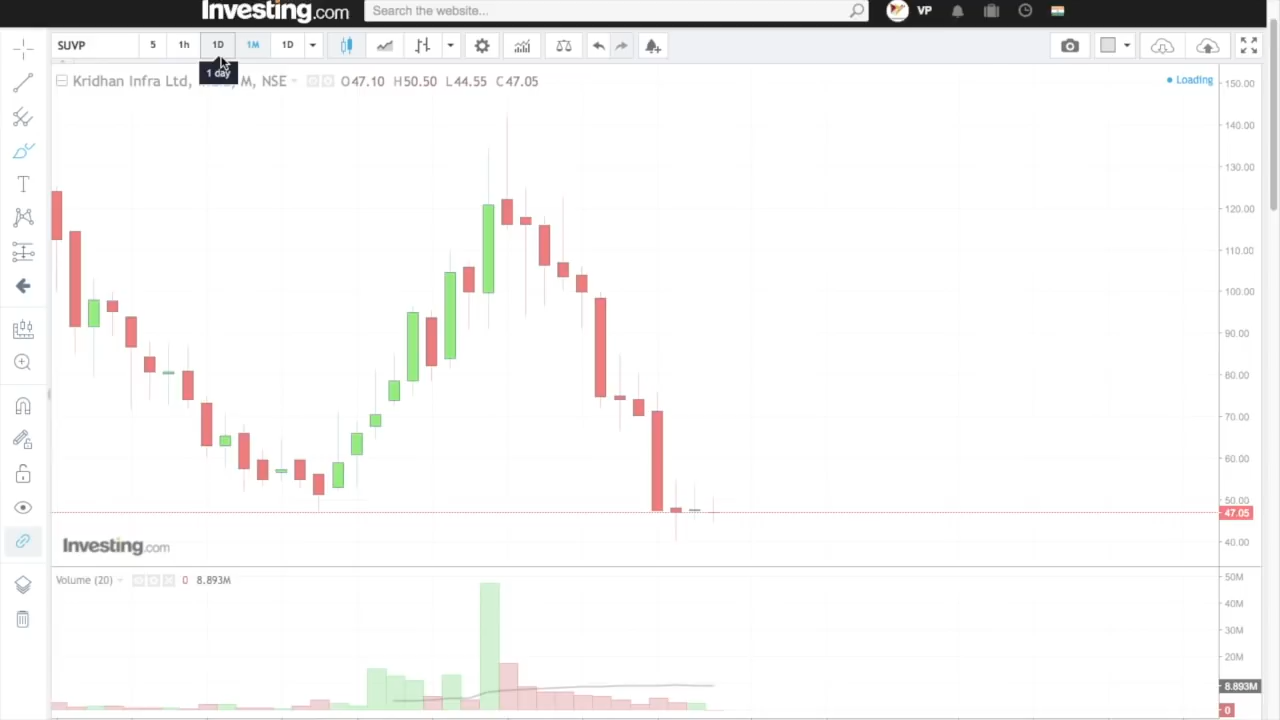 Investing.com
Search the website...
VP
SUVP
5
1h
1D
1M
1D
1 day
Kridhan Infra Ltd,
M, NSE
O47.10 H50.50 L44.55 C47.05
Loading
150.00
140.00
130.00
120.00
110.00
100.00
90.00
80.00
70.00
60.00
50.00
47.05
40.00
Investing.com
Volume (20)
0
8.893M
50M
40M
30M
20M
8.893M
0